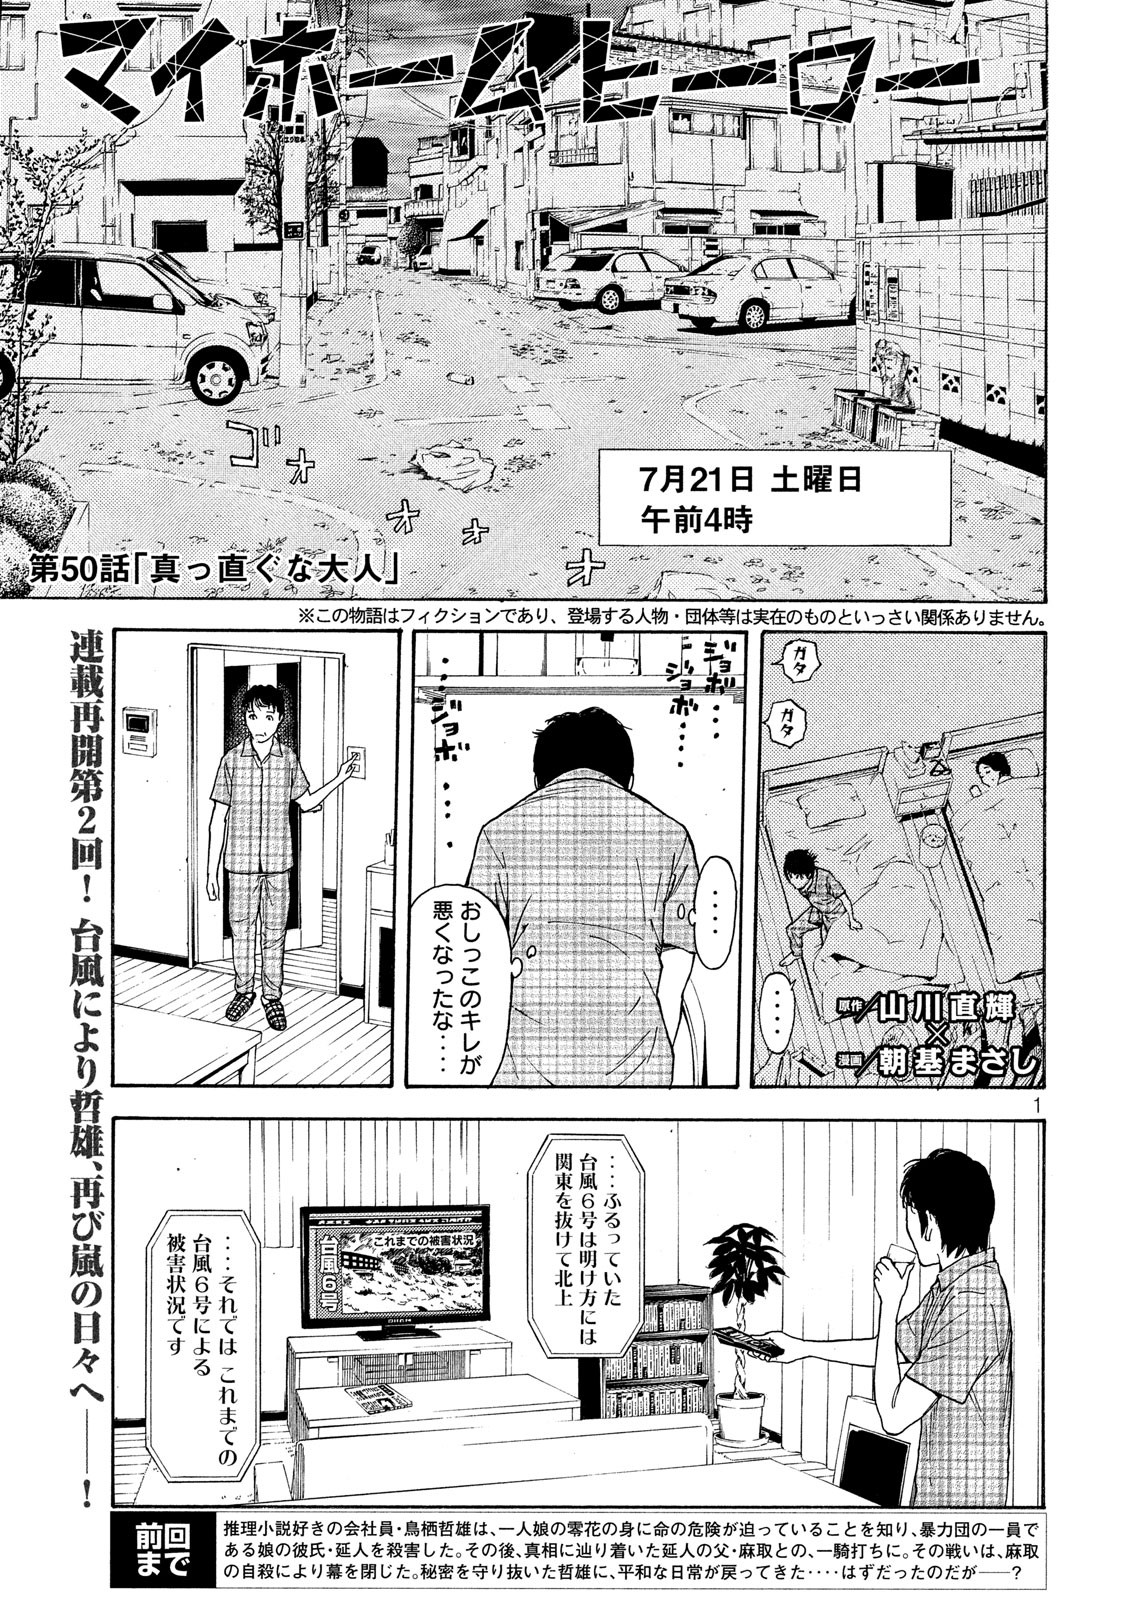 マイホームヒーロー
7月21日 土曜日
午前4時
ゴォ
ォ
ォ
ォ
ォ
第50話「真っ直ぐな大人」
※この物語はフィクションであり、登場する人物・団体等は実在のものといっさい関係ありません。
連載再開第2回！ 台風により哲雄、再び嵐の日々へ――！
ガタ
ガタ
‥‥
原作／山川直輝
×
漫画／朝基まさし
ジョボ‥‥
ジョボ‥‥
‥‥ジョボ‥‥
‥‥
おしっこのキレが
悪くなったな‥‥
1
‥‥ふるっていた
台風6号は明け方には
関東を抜けて北上
これまでの被害状況
台風6号
‥‥それでは これまでの
台風6号による
被害状況です
前回
まで
推理小説好きの会社員・鳥栖哲雄は、一人娘の零花の身に命の危険が迫っていることを知り、暴力団の一員で
ある娘の彼氏・延人を殺害した。その後、真相に辿り着いた延人の父・麻取との、一騎打ちに。その戦いは、麻取
の自殺により幕を閉じた。秘密を守り抜いた哲雄に、平和な日常が戻ってきた‥‥はずだったのだが――？